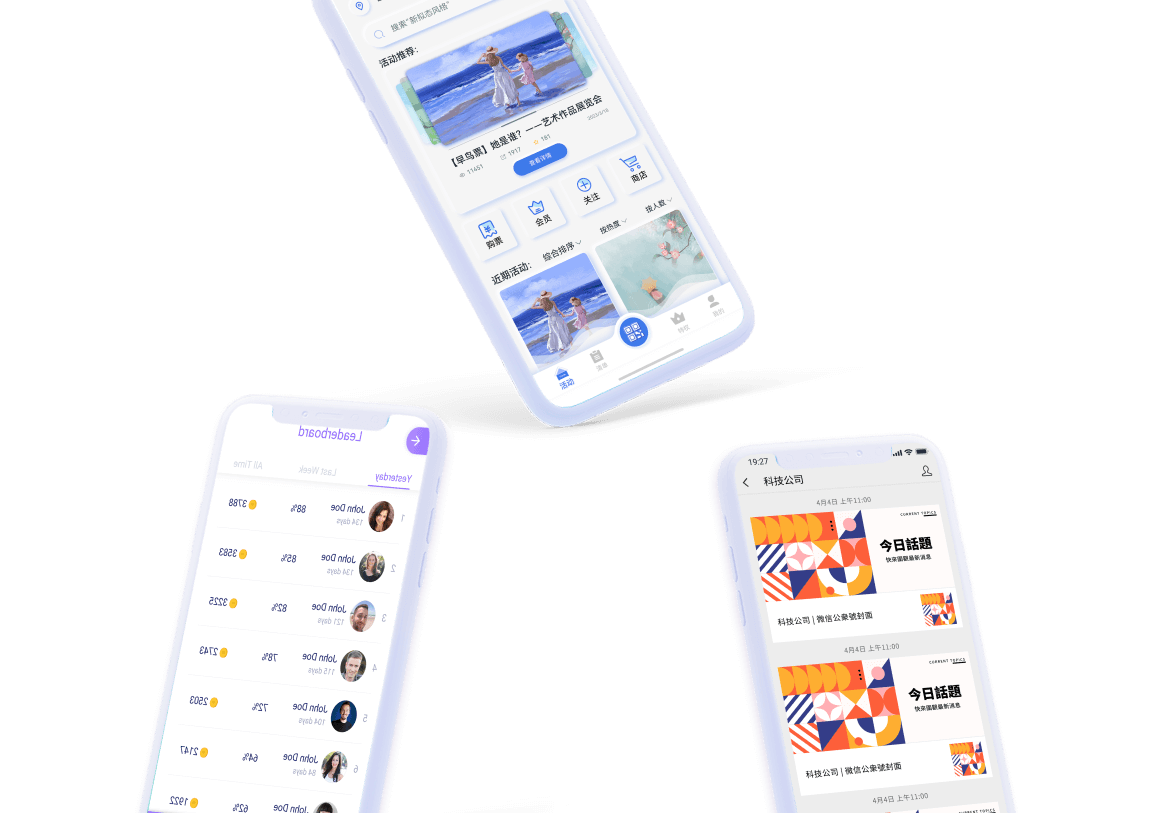 搜索“新拟态风格”
活动推荐：
【早鸟票】她是谁？——艺术作品展览会
11451 1917 181 2023/3/16
查看详情
购票 会员 关注 商店
近期活动： 综合排序 按热度 按人数
活动 查票 特权 我的
Leaderboard
Yesterday Last Week All Time
1 John Doe 88% 3788
134 days
2 John Doe 85% 3583
134 days
3 John Doe 82% 3225
121 days
4 John Doe 78% 2743
115 days
5 John Doe 72% 2503
104 days
6 John Doe 64% 2147
84 days
John Doe 62% 1922
19:27
科技公司
4月4日 上午11:00
CURRENT TOPICS
今日話題
快來圍觀最新消息
科技公司 | 微信公衆號封面
4月4日 上午11:00
CURRENT TOPICS
今日話題
快來圍觀最新消息
科技公司 | 微信公衆號封面
4月4日 上午11:00
CURRENT TOPICS